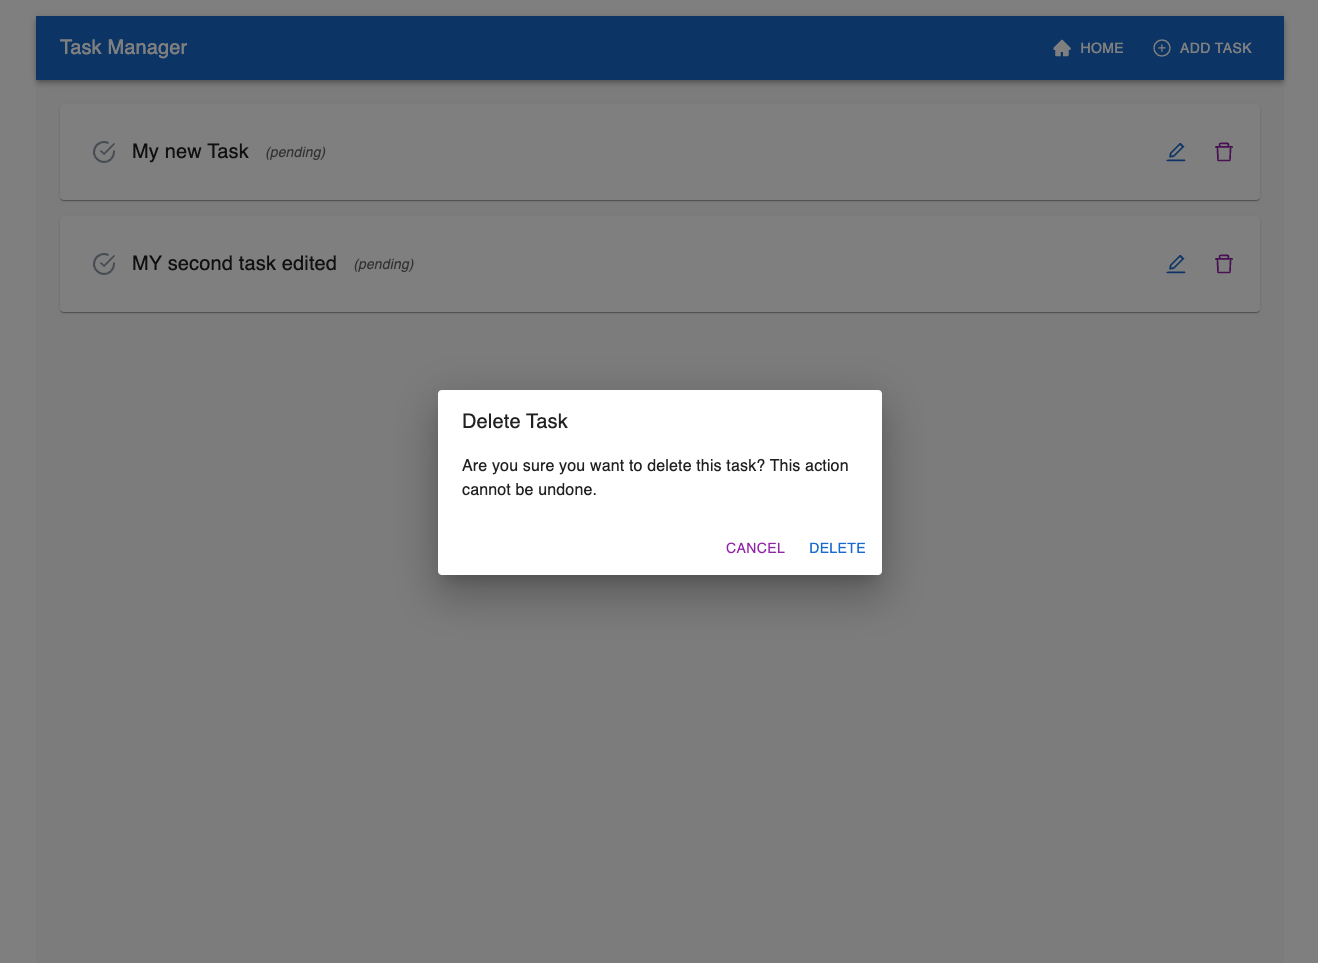 Task Manager
HOME
ADD TASK
My new Task (pending)
MY second task edited (pending)
Delete Task
Are you sure you want to delete this task? This action
cannot be undone.
CANCEL
DELETE